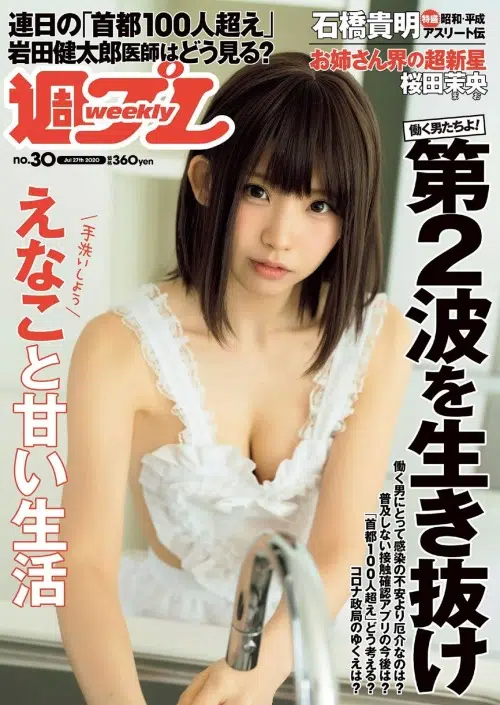 連日の「首都100人超え」
岩田健太郎医師はどう見る?
石橋貴明 特撮 昭和・平成
アスリート伝
お姉さん界の超新星
桜田茉央
まお
週プレ
weekly
no.30 Jul 27th 2020 360yen
働く男たちよ!
第2波を生き抜け
手洗いしよう
えなこと甘い生活
働く男にとって感染の不安より厄介なのは?
普及しない接触確認アプリの今後は?
「首都100人超え」どう考える?
コロナ政局のゆくえは?